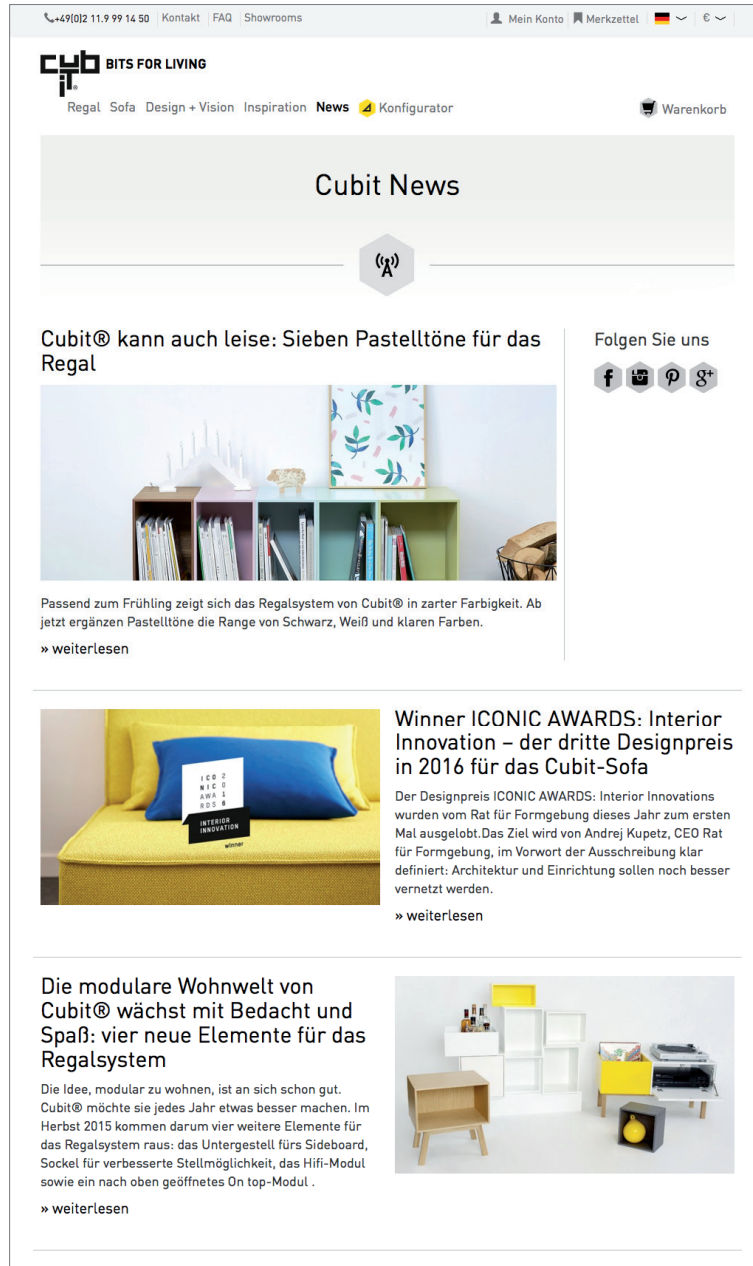 +49(0)2 11.9 99 14 50 Kontakt FAQ Showrooms Mein Konto Merkzettel €
cubit® BITS FOR LIVING
Regal Sofa Design + Vision Inspiration News Konfigurator Warenkorb
Cubit News
Cubit® kann auch leise: Sieben Pastelltöne für das
Regal
Passend zum Frühling zeigt sich das Regalsystem von Cubit® in zarter Farbigkeit. Ab
jetzt ergänzen Pastelltöne die Range von Schwarz, Weiß und klaren Farben.
» weiterlesen
Folgen Sie uns
f g+
ICO 2
NIC 0
AWA 1
RDS 6
INTERIOR
INNOVATION
winner
Winner ICONIC AWARDS: Interior
Innovation – der dritte Designpreis
in 2016 für das Cubit-Sofa
Der Designpreis ICONIC AWARDS: Interior Innovations
wurden vom Rat für Formgebung dieses Jahr zum ersten
Mal ausgelobt.Das Ziel wird von Andrej Kupetz, CEO Rat
für Formgebung, im Vorwort der Ausschreibung klar
definiert: Architektur und Einrichtung sollen noch besser
vernetzt werden.
» weiterlesen
Die modulare Wohnwelt von
Cubit® wächst mit Bedacht und
Spaß: vier neue Elemente für das
Regalsystem
Die Idee, modular zu wohnen, ist an sich schon gut.
Cubit® möchte sie jedes Jahr etwas besser machen. Im
Herbst 2015 kommen darum vier weitere Elemente für
das Regalsystem raus: das Untergestell fürs Sideboard,
Sockel für verbesserte Stellmöglichkeit, das Hifi-Modul
sowie ein nach oben geöffnetes On top-Modul .
» weiterlesen